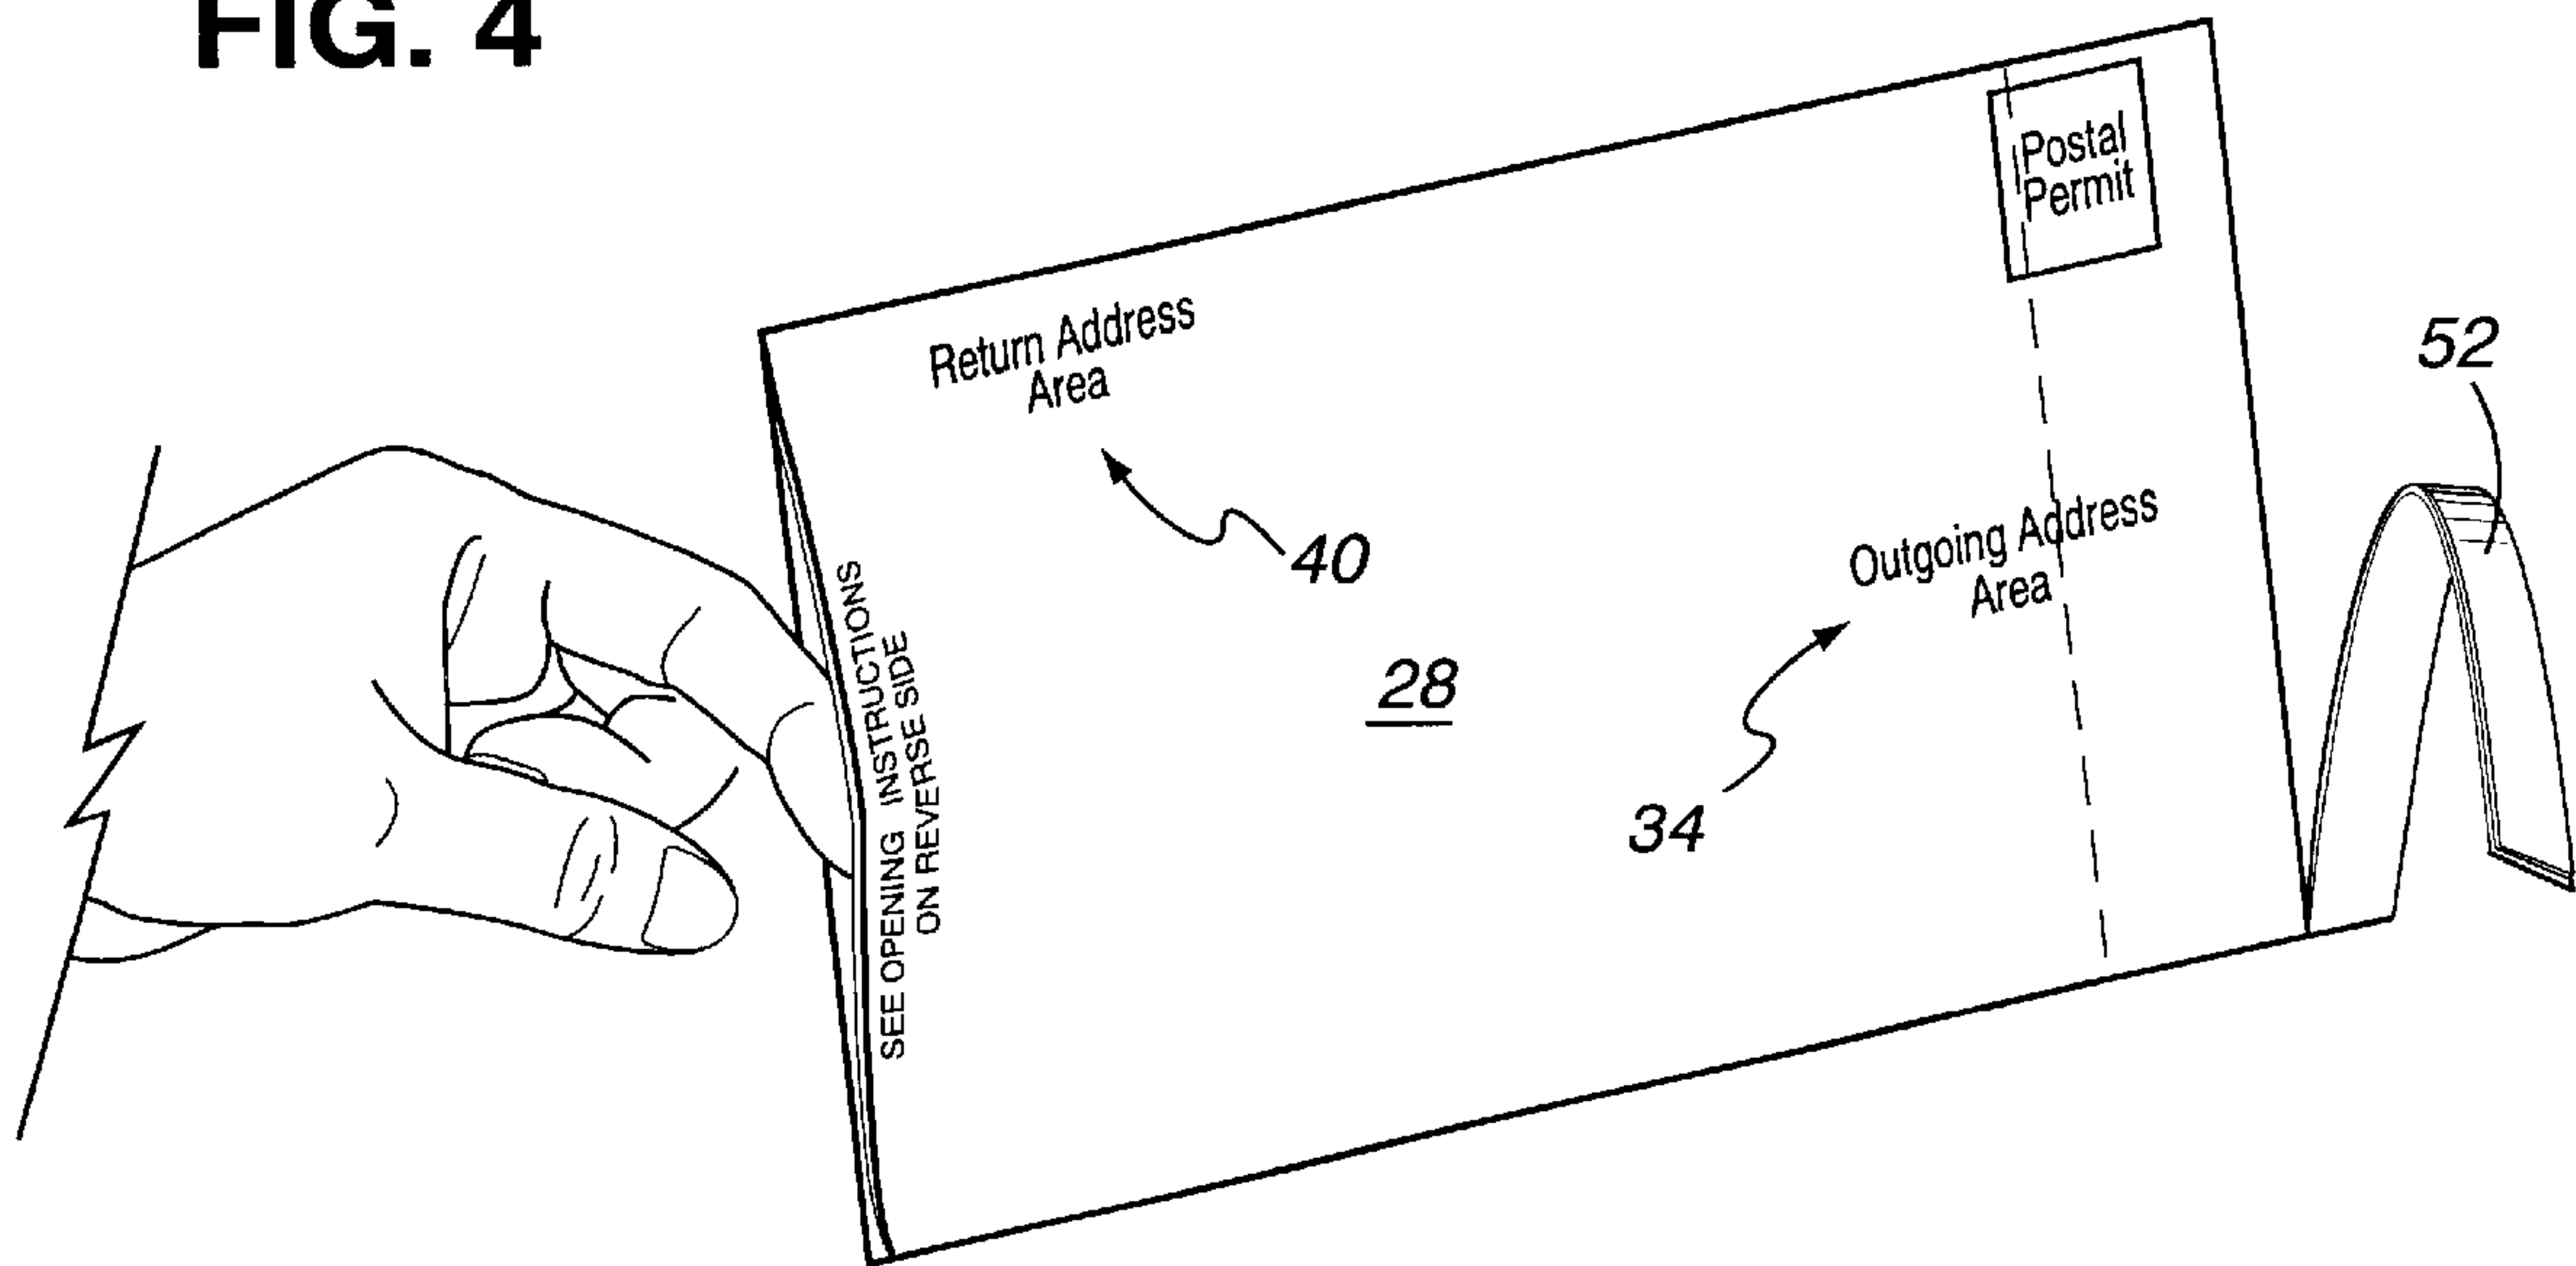 FIG. 4
Postal
Permit
Return Address
Area
52
40
Outgoing Address
Area
28
34
SEE OPENING INSTRUCTIONS
ON REVERSE SIDE